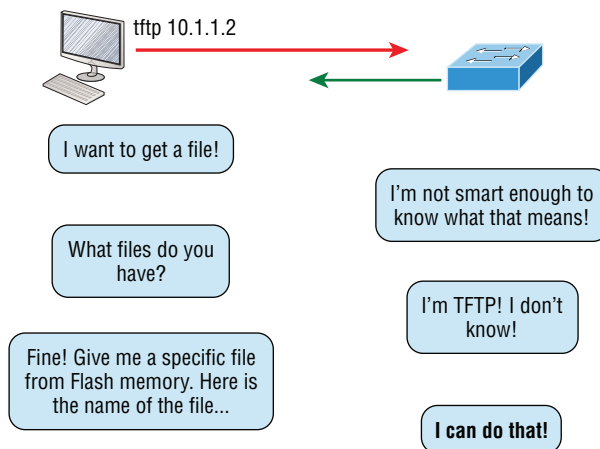 tftp 10.1.1.2
I want to get a file!
I’m not smart enough to
know what that means!
What files do you
have?
I’m TFTP! I don’t
know!
Fine! Give me a specific file
from Flash memory. Here is
the name of the file...
I can do that!